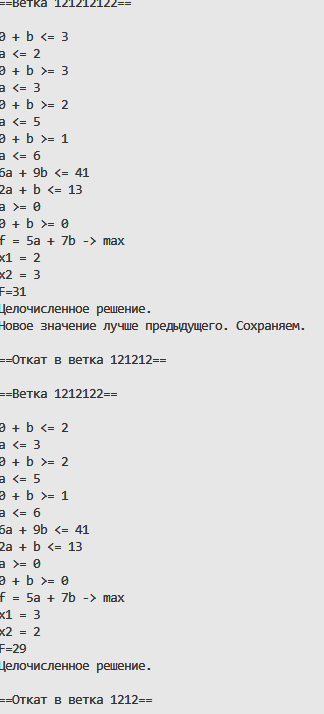 ==Ветка 121212122==
0 + b <= 3
a <= 2
0 + b >= 3
a <= 3
0 + b >= 2
a <= 5
0 + b >= 1
a <= 6
6a + 9b <= 41
2a + b <= 13
a >= 0
0 + b >= 0
f = 5a + 7b -> max
x1 = 2
x2 = 3
F=31
Целочисленное решение.
Новое значение лучше предыдущего. Сохраняем.
==Откат в ветка 121212==
==Ветка 1212122==
0 + b <= 2
a <= 3
0 + b >= 2
a <= 5
0 + b >= 1
a <= 6
6a + 9b <= 41
2a + b <= 13
a >= 0
0 + b >= 0
f = 5a + 7b -> max
x1 = 3
x2 = 2
F=29
Целочисленное решение.
==Откат в ветка 1212==